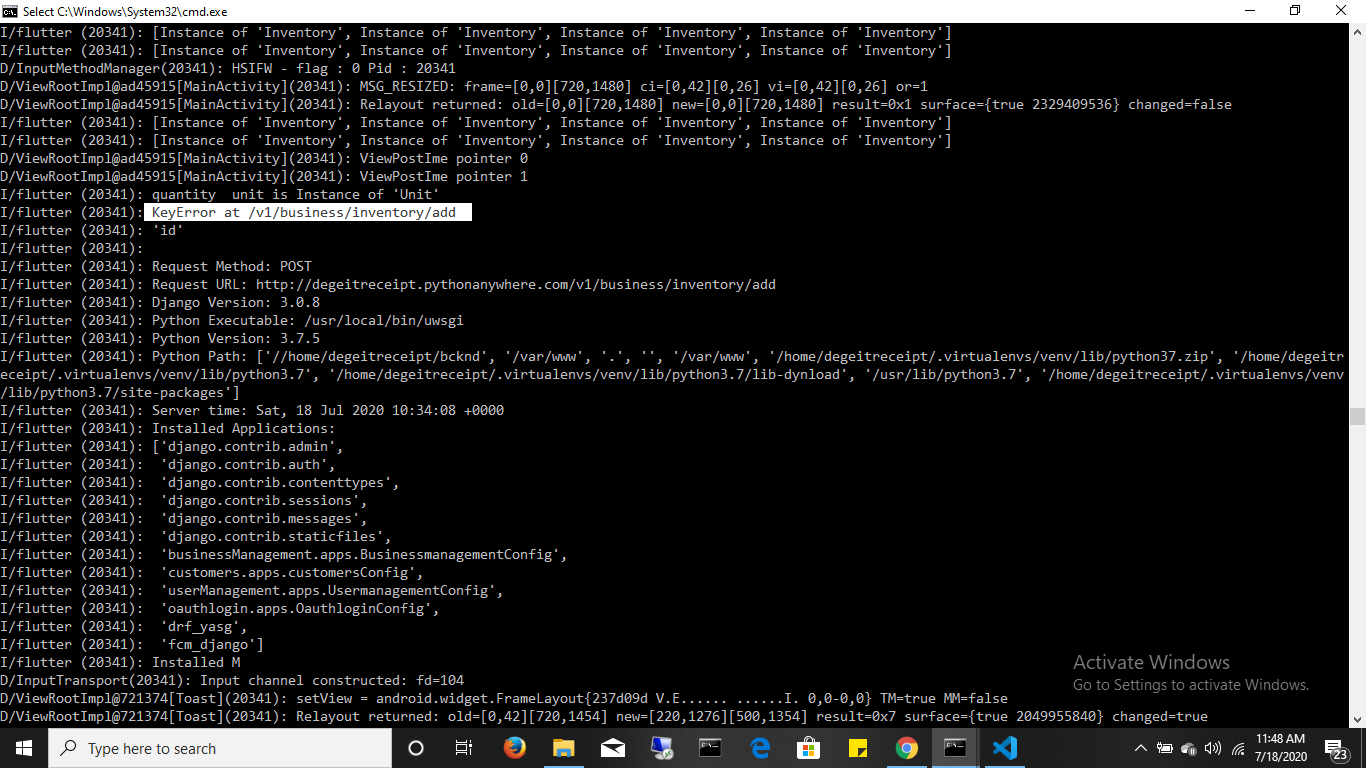 Select C:\Windows\System32\cmd.exe
I/flutter (20341): [Instance of 'Inventory', Instance of 'Inventory', Instance of 'Inventory', Instance of 'Inventory']
I/flutter (20341): [Instance of 'Inventory', Instance of 'Inventory', Instance of 'Inventory', Instance of 'Inventory']
D/InputMethodManager(20341): HSIFW - flag : 0 Pid : 20341
D/ViewRootImpl@ad45915[MainActivity](20341): MSG_RESIZED: frame=[0,0][720,1480] ci=[0,42][0,26] vi=[0,42][0,26] or=1
D/ViewRootImpl@ad45915[MainActivity](20341): Relayout returned: old=[0,0][720,1480] new=[0,0][720,1480] result=0x1 surface={true 2329409536} changed=false
I/flutter (20341): [Instance of 'Inventory', Instance of 'Inventory', Instance of 'Inventory', Instance of 'Inventory']
I/flutter (20341): [Instance of 'Inventory', Instance of 'Inventory', Instance of 'Inventory', Instance of 'Inventory']
D/ViewRootImpl@ad45915[MainActivity](20341): ViewPostIme pointer 0
D/ViewRootImpl@ad45915[MainActivity](20341): ViewPostIme pointer 1
I/flutter (20341): quantity  unit is Instance of 'Unit'
I/flutter (20341): KeyError at /v1/business/inventory/add
I/flutter (20341): 'id'
I/flutter (20341):
I/flutter (20341): Request Method: POST
I/flutter (20341): Request URL: http://degeitreceipt.pythonanywhere.com/v1/business/inventory/add
I/flutter (20341): Django Version: 3.0.8
I/flutter (20341): Python Executable: /usr/local/bin/uwsgi
I/flutter (20341): Python Version: 3.7.5
I/flutter (20341): Python Path: ['//home/degeitreceipt/bcknd', '/var/www', '.', '', '/var/www', '/home/degeitreceipt/.virtualenvs/venv/lib/python37.zip', '/home/degeitr
eceipt/.virtualenvs/venv/lib/python3.7', '/home/degeitreceipt/.virtualenvs/venv/lib/python3.7/lib-dynload', '/usr/lib/python3.7', '/home/degeitreceipt/.virtualenvs/venv
/lib/python3.7/site-packages']
I/flutter (20341): Server time: Sat, 18 Jul 2020 10:34:08 +0000
I/flutter (20341): Installed Applications:
I/flutter (20341): ['django.contrib.admin',
I/flutter (20341):  'django.contrib.auth',
I/flutter (20341):  'django.contrib.contenttypes',
I/flutter (20341):  'django.contrib.sessions',
I/flutter (20341):  'django.contrib.messages',
I/flutter (20341):  'django.contrib.staticfiles',
I/flutter (20341):  'businessManagement.apps.BusinessmanagementConfig',
I/flutter (20341):  'customers.apps.customersConfig',
I/flutter (20341):  'userManagement.apps.UsermanagementConfig',
I/flutter (20341):  'oauthlogin.apps.OauthloginConfig',
I/flutter (20341):  'drf_yasg',
I/flutter (20341):  'fcm_django']
I/flutter (20341): Installed M
D/InputTransport(20341): Input channel constructed: fd=104
D/ViewRootImpl@721374[Toast](20341): setView = android.widget.FrameLayout{237d09d V.E...... ......I. 0,0-0,0} TM=true MM=false
D/ViewRootImpl@721374[Toast](20341): Relayout returned: old=[0,42][720,1454] new=[220,1276][500,1354] result=0x7 surface={true 2049955840} changed=true
Activate Windows
Go to Settings to activate Windows.
Type here to search
11:48 AM
7/18/2020
23